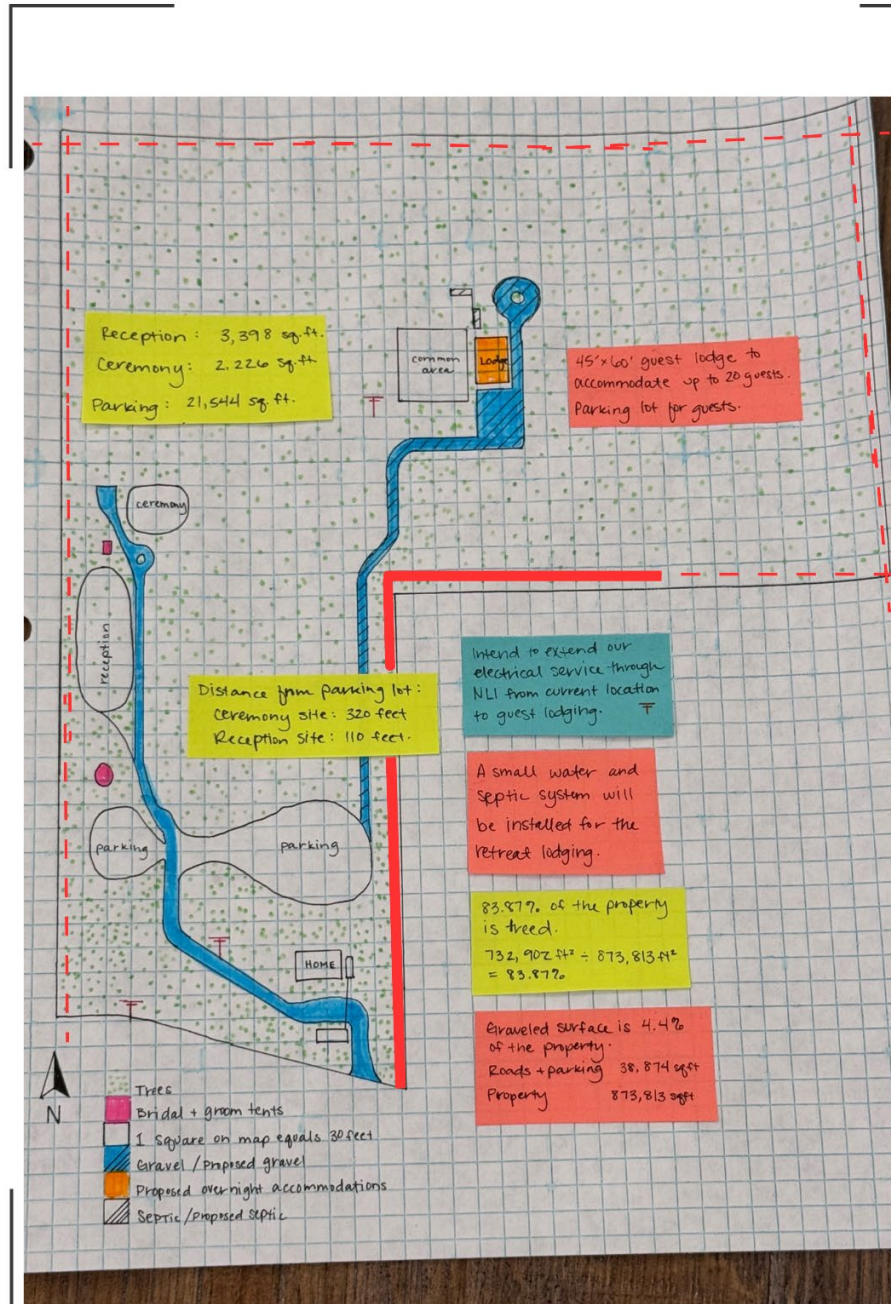 Reception: 3,398 sq.ft.
Ceremony: 2,226 sq.ft.
Parking: 21,544 sq.ft.
common
area
Lodge
45'x60' guest lodge to
accommodate up to 20 guests.
Parking lot for guests.
ceremony
reception
Distance from parking lot:
Ceremony site: 320 feet
Reception site: 110 feet.
Intend to extend our
electrical service through
NLI from current location
to guest lodging.
A small water and
septic system will
be installed for the
retreat lodging.
parking
parking
83.87% of the property
is treed.
732,902 ft² ÷ 873,813 ft²
= 83.87%
HOME
Graveled surface is 4.4%
of the property.
Roads + parking 38,874 sqft
Property 873,813 sqft
N
Trees
Bridal + groom tents
1 square on map equals 30 feet
Gravel / Proposed gravel
Proposed overnight accommodations
Septic / proposed septic